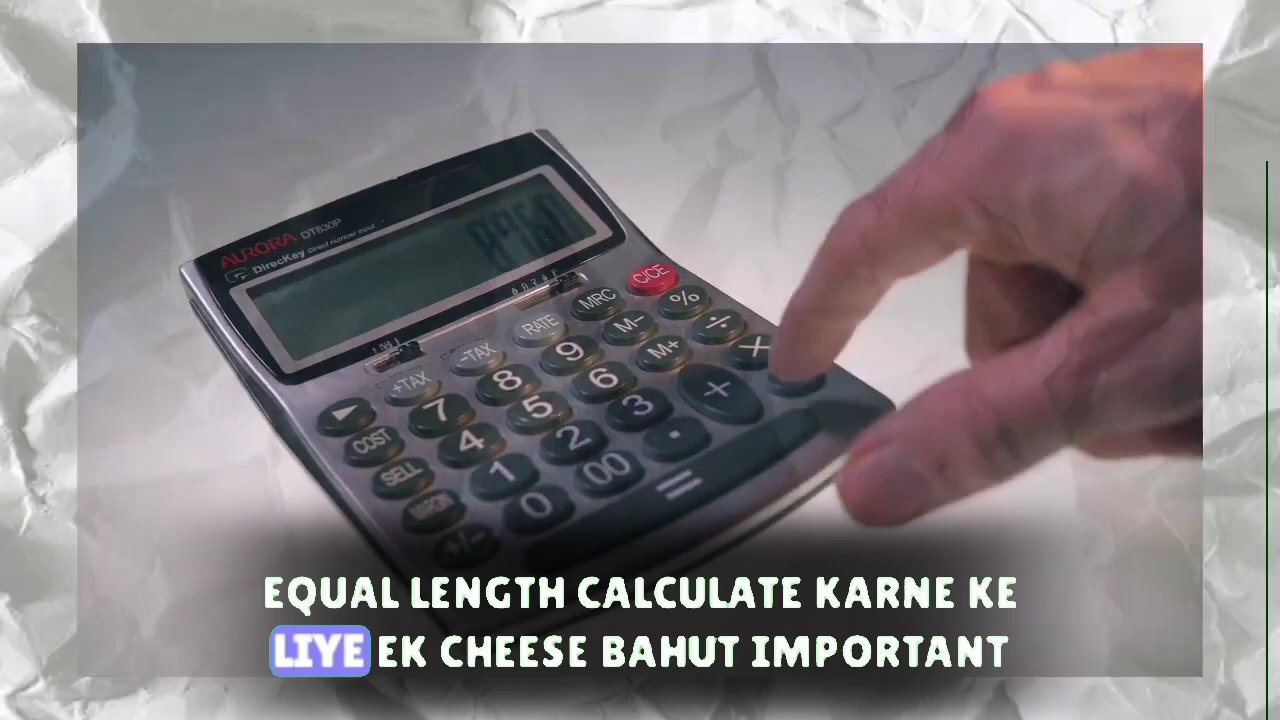 AURORA DT830P
DirecKey Direct number input
C/CE
MRC %
RATE M- ÷
-TAX 9 M+ X
+TAX 8 6 +
7 5 3
COST 4 2 .
SELL 1 00 =
0
+/-
EQUAL LENGTH CALCULATE KARNE KE
LIYE EK CHEESE BAHUT IMPORTANT